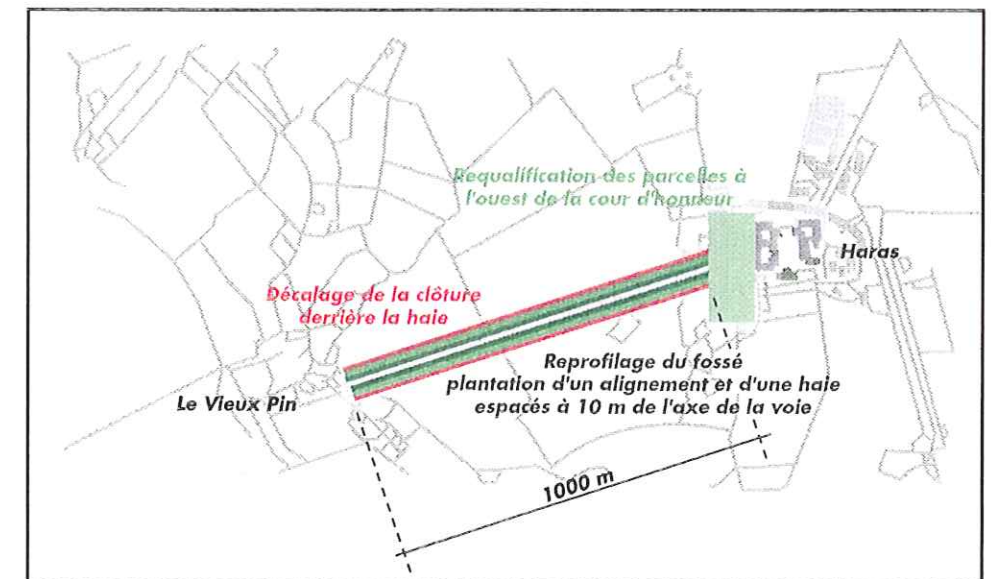 Requalification des parcelles à
l'ouest de la cour d'honneur
Haras
Décalage de la clôture
derrière la haie
Reprofilage du fossé
plantation d'un alignement et d'une haie
espacés à 10 m de l'axe de la voie
Le Vieux Pin
1000 m